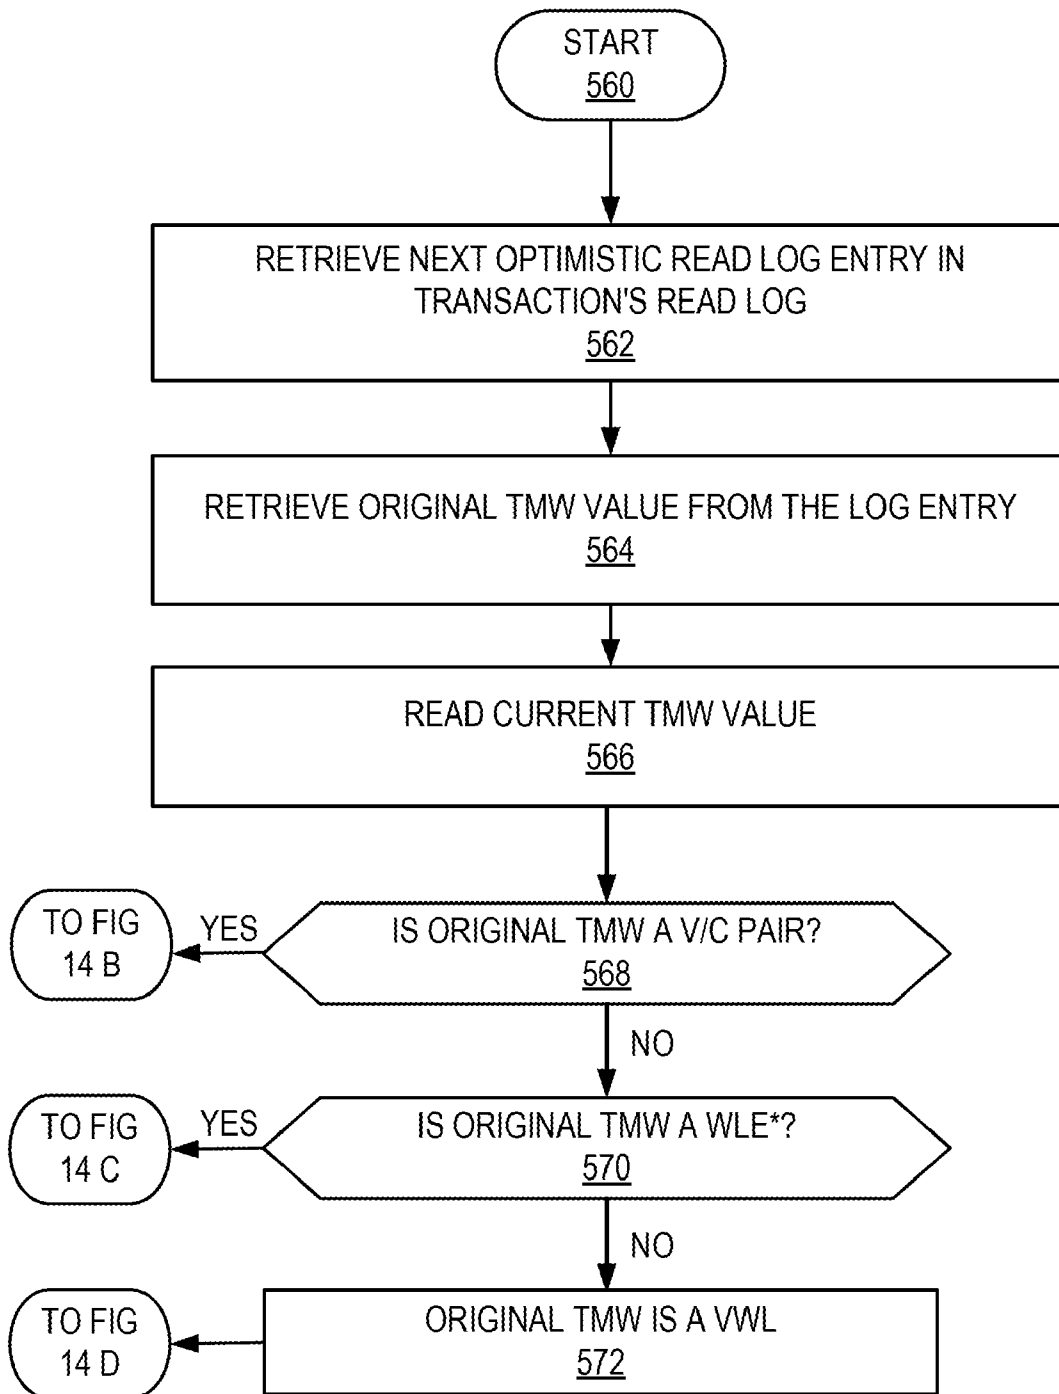 START
560
RETRIEVE NEXT OPTIMISTIC READ LOG ENTRY IN
TRANSACTION'S READ LOG
562
RETRIEVE ORIGINAL TMW VALUE FROM THE LOG ENTRY
564
READ CURRENT TMW VALUE
566
TO FIG
14 B
YES
IS ORIGINAL TMW A V/C PAIR?
568
NO
TO FIG
14 C
YES
IS ORIGINAL TMW A WLE*?
570
NO
TO FIG
14 D
ORIGINAL TMW IS A VWL
572